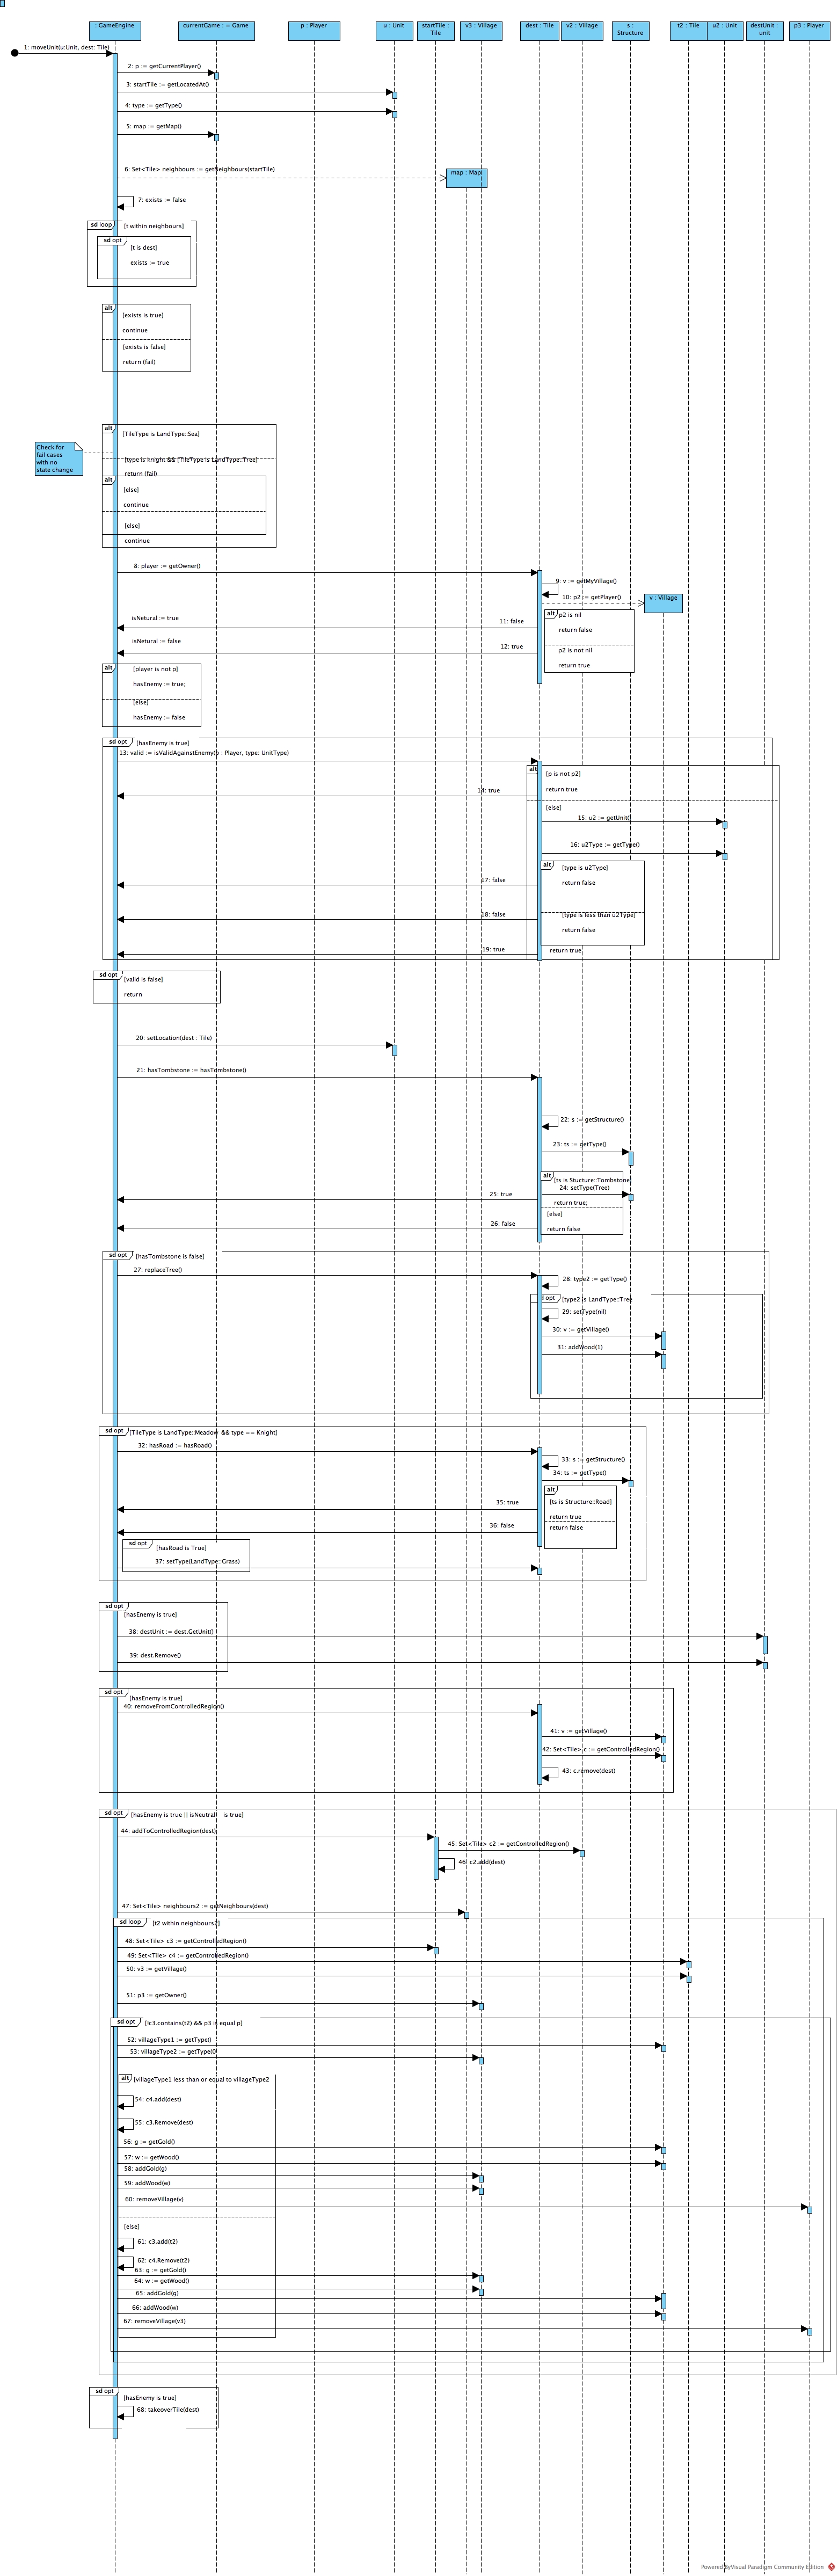 : GameEngine
currentGame : = Game
p : Player
u : Unit
startTile :
Tile
v3 : Village
dest : Tile
v2 : Village
s :
Structure
t2 : Tile
u2 : Unit
destUnit :
unit
p3 : Player
1: moveUnit(u:Unit, dest: Tile)
2: p := getCurrentPlayer()
3: startTile := getLocatedAt()
4: type := getType()
5: map := getMap()
6: Set<Tile> neighbours := getNeighbours(startTile)
map : Map
7: exists := false
sd loop
[t within neighbours]
sd opt
[t is dest]
exists := true
alt
[exists is true]
continue
[exists is false]
return (fail)
alt
[TileType is LandType::Sea]
Check for
fail cases
with no
state change
[type is knight && [TileType is LandType::Tree]
return (fail)
alt
[else]
continue
[else]
continue
8: player := getOwner()
9: v := getMyVillage()
10: p2 := getPlayer()
v : Village
alt
p2 is nil
isNetural := true
11: false
return false
isNetural := false
12: true
p2 is not nil
return true
alt
[player is not p]
hasEnemy := true;
[else]
hasEnemy := false
sd opt
[hasEnemy is true]
13: valid := isValidAgainstEnemy(p : Player, type: UnitType)
alt
[p is not p2]
14: true
return true
[else]
15: u2 := getUnit()
16: u2Type := getType()
alt
[type is u2Type]
17: false
return false
18: false
[type is less than u2Type]
return false
19: true
return true
sd opt
[valid is false]
return
20: setLocation(dest : Tile)
21: hasTombstone := hasTombstone()
22: s := getStructure()
23: ts := getType()
alt
[ts is Stucture::Tombstone]
24: setType(Tree)
25: true
return true;
[else]
26: false
return false
sd opt
[hasTombstone is false]
27: replaceTree()
28: type2 := getType()
opt
[type2 is LandType::Tree
29: setType(nil)
30: v := getVillage()
31: addWood(1)
sd opt
[TileType is LandType::Meadow && type == Knight]
32: hasRoad := hasRoad()
33: s := getStructure()
34: ts := getType()
alt
[ts is Structure::Road]
35: true
return true
36: false
return false
sd opt
[hasRoad is True]
37: setType(LandType::Grass)
sd opt
[hasEnemy is true]
38: destUnit := dest.GetUnit()
39: dest.Remove()
sd opt
[hasEnemy is true]
40: removeFromControlledRegion()
41: v := getVillage()
42: Set<Tile> c := getControlledRegion()
43: c.remove(dest)
sd opt
[hasEnemy is true || isNeutral is true]
44: addToControlledRegion(dest)
45: Set<Tile> c2 := getControlledRegion()
46: c2.add(dest)
47: Set<Tile> neighbours2 := getNeighbours(dest)
sd loop
[t2 within neighbours2]
48: Set<Tile> c3 := getControlledRegion()
49: Set<Tile> c4 := getControlledRegion()
50: v3 := getVillage()
51: p3 := getOwner()
sd opt
[!c3.contains(t2) && p3 is equal p]
52: villageType1 := getType()
53: villageType2 := getType(0
alt
[villageType1 less than or equal to villageType2
54: c4.add(dest)
55: c3.Remove(dest)
56: g := getGold()
57: w := getWood()
58: addGold(g)
59: addWood(w)
60: removeVillage(v)
[else]
61: c3.add(t2)
62: c4.Remove(t2)
63: g := getGold()
64: w := getWood()
65: addGold(g)
66: addWood(w)
67: removeVillage(v3)
sd opt
[hasEnemy is true]
68: takeoverTile(dest)
Powered ByVisual Paradigm Community Edition